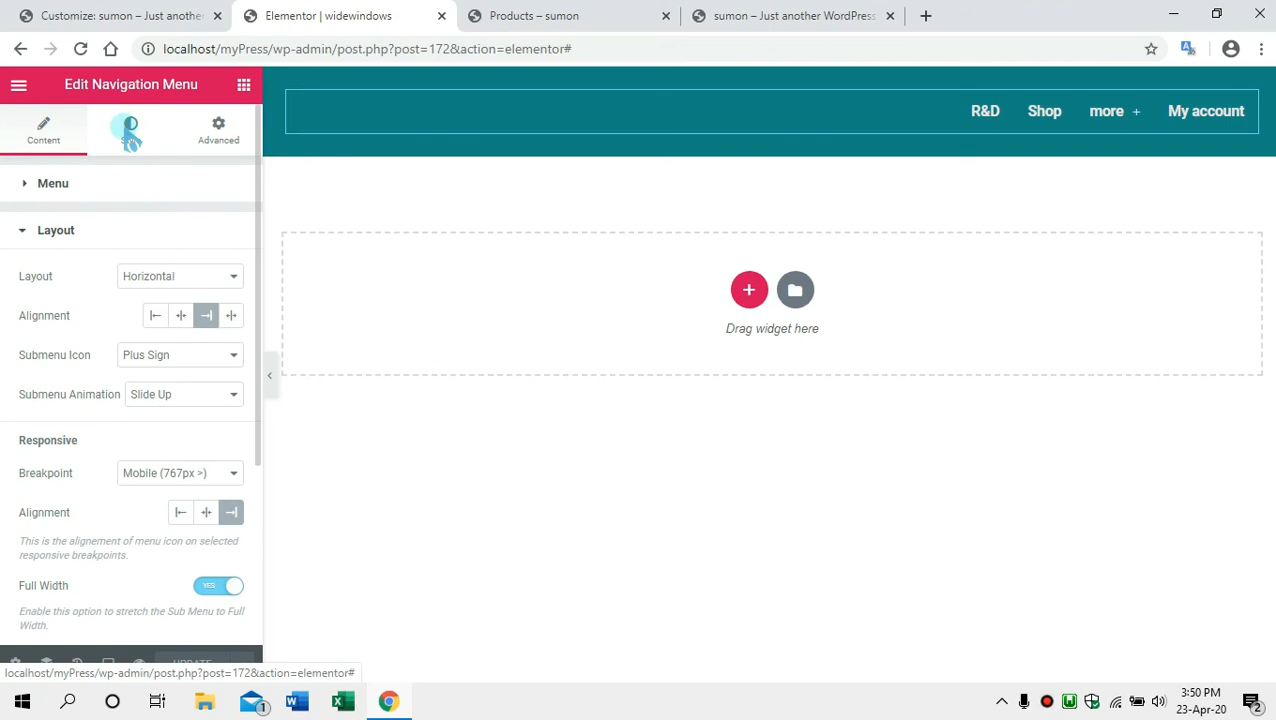 Customize: sumon - Just anothe
Elementor | widewindows
Products – sumon
sumon – Just another WordPress
localhost/myPress/wp-admin/post.php?post=172&action=elementor#
Edit Navigation Menu
R&D
Shop
more +
My account
Content
Advanced
Menu
Layout
Layout
Horizontal
Alignment
Submenu Icon
Plus Sign
Submenu Animation
Slide Up
Drag widget here
Responsive
Breakpoint
Mobile (767px >)
Alignment
This is the alignement of menu icon on selected
responsive breakpoints.
Full Width
YES
Enable this option to stretch the Sub Menu to Full
Width.
localhost/myPress/wp-admin/post.php?post=172&action=elementor#
1
3:50 PM
23-Apr-20
2